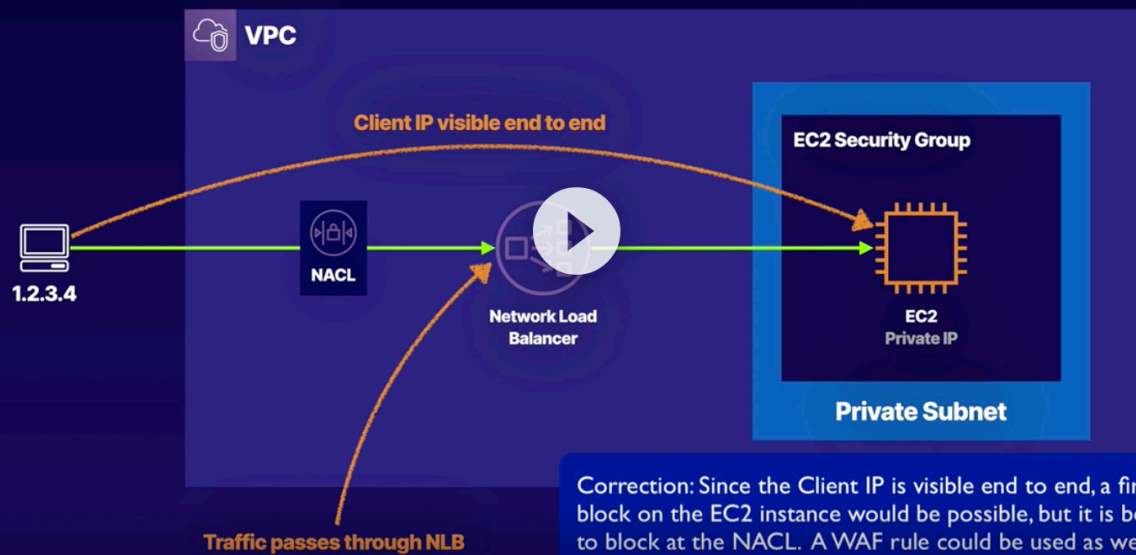 VPC
Client IP visible end to end
EC2 Security Group
NACL
1.2.3.4
Network Load
Balancer
EC2
Private IP
Private Subnet
Traffic passes through NLB
Correction: Since the Client IP is visible end to end, a
block on the EC2 instance would be possible, but it is
to block at the NACL. A WAF rule could be used as